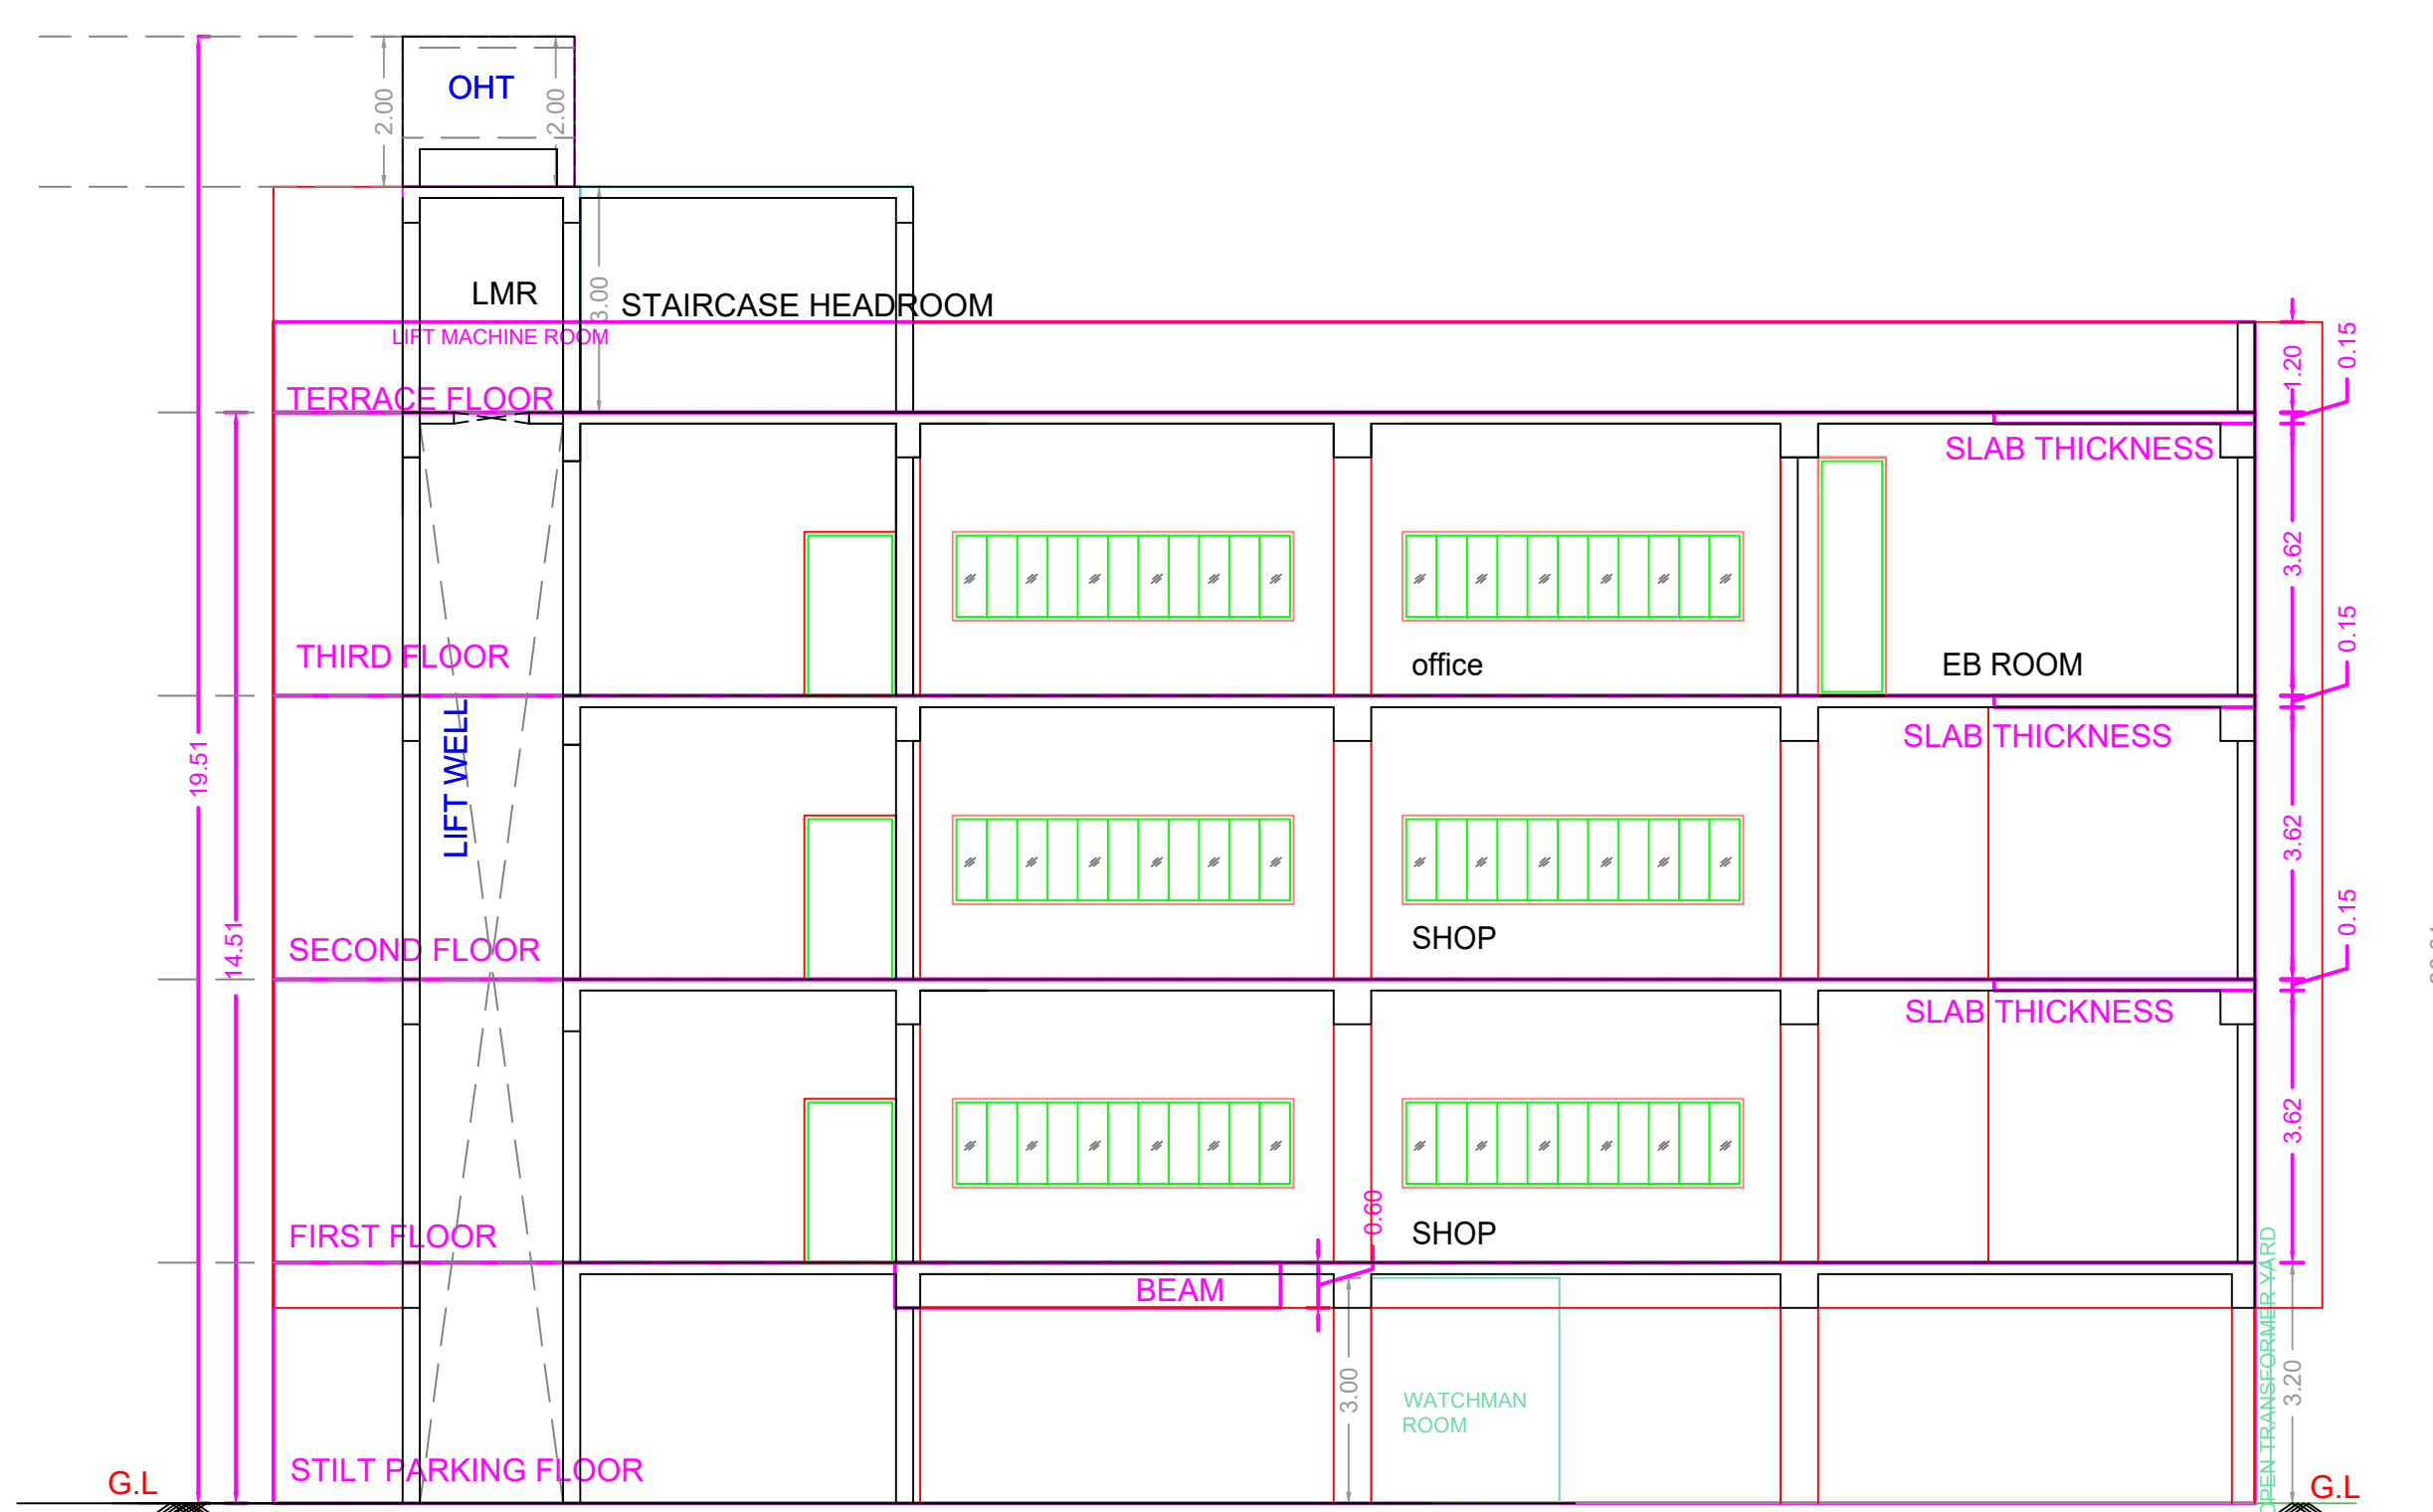 OHT
2.00
2.00
LMR
3.00
STAIRCASE HEADROOM
LIFT MACHINE ROOM
TERRACE FLOOR
1.20
0.15
SLAB THICKNESS
3.62
THIRD FLOOR
office
EB ROOM
0.15
SLAB THICKNESS
LIFT WELL
19.51
3.62
14.51
SECOND FLOOR
SHOP
0.15
SLAB THICKNESS
3.62
FIRST FLOOR
0.60
SHOP
BEAM
OPEN TRANSFORMER YARD
3.00
WATCHMAN
ROOM
3.20
STILT PARKING FLOOR
G.L
G.L